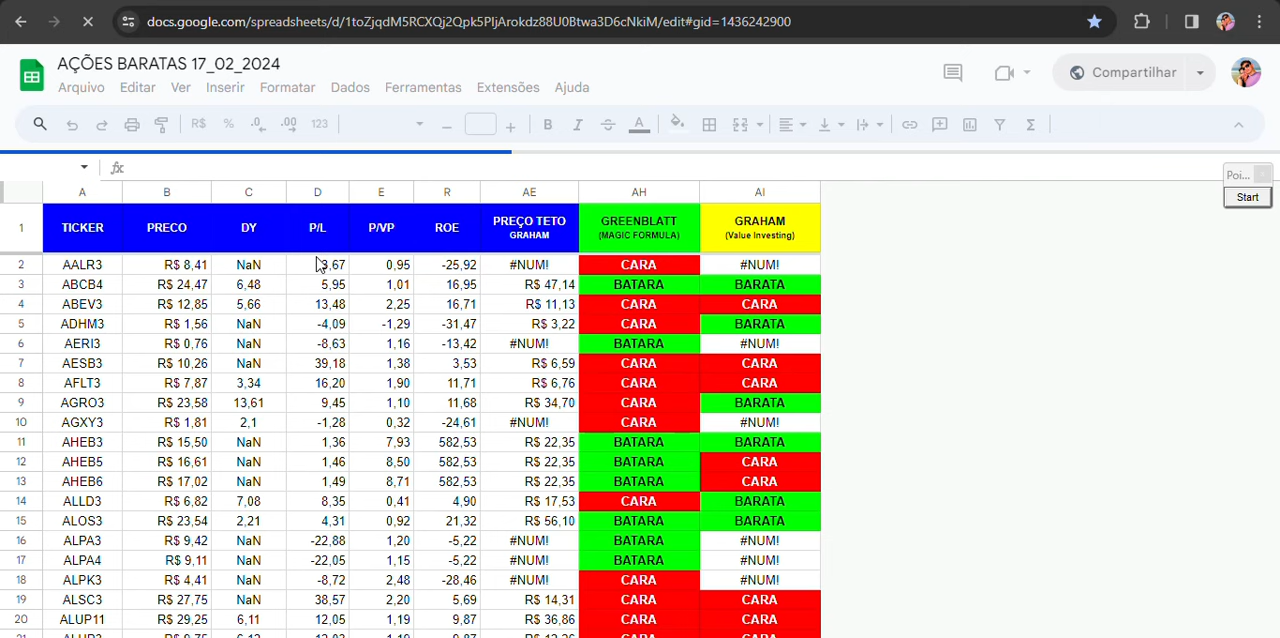 docs.google.com/spreadsheets/d/1toZjqdM5RCXQj2Qpk5PljArokdz88U0Btwa3D6cNkiM/edit#gid=1436242900
AÇÕES BARATAS 17_02_2024
Arquivo Editar Ver Inserir Formatar Dados Ferramentas Extensões Ajuda
Compartilhar
R$ % .0 .00 123
B I S A
fx
Poi...
Start
A B C D E R AE AH AI
1 TICKER PRECO DY P/L P/VP ROE PREÇO TETO GRAHAM GREENBLATT (MAGIC FORMULA) GRAHAM (Value Investing)
2 AALR3 R$ 8,41 NaN 3,67 0,95 -25,92 #NUM! CARA #NUM!
3 ABCB4 R$ 24,47 6,48 5,95 1,01 16,95 R$ 47,14 BATARA BARATA
4 ABEV3 R$ 12,85 5,66 13,48 2,25 16,71 R$ 11,13 CARA CARA
5 ADHM3 R$ 1,56 NaN -4,09 -1,29 -31,47 R$ 3,22 CARA BARATA
6 AERI3 R$ 0,76 NaN -8,63 1,16 -13,42 #NUM! BATARA #NUM!
7 AESB3 R$ 10,26 NaN 39,18 1,38 3,53 R$ 6,59 CARA CARA
8 AFLT3 R$ 7,87 3,34 16,20 1,90 11,71 R$ 6,76 CARA CARA
9 AGRO3 R$ 23,58 13,61 9,45 1,10 11,68 R$ 34,70 CARA BARATA
10 AGXY3 R$ 1,81 2,1 -1,28 0,32 -24,61 #NUM! CARA #NUM!
11 AHEB3 R$ 15,50 NaN 1,36 7,93 582,53 R$ 22,35 BATARA BARATA
12 AHEB5 R$ 16,61 NaN 1,46 8,50 582,53 R$ 22,35 BATARA CARA
13 AHEB6 R$ 17,02 NaN 1,49 8,71 582,53 R$ 22,35 BATARA CARA
14 ALLD3 R$ 6,82 7,08 8,35 0,41 4,90 R$ 17,53 CARA BARATA
15 ALOS3 R$ 23,54 2,21 4,31 0,92 21,32 R$ 56,10 BATARA BARATA
16 ALPA3 R$ 9,42 NaN -22,88 1,20 -5,22 #NUM! BATARA #NUM!
17 ALPA4 R$ 9,11 NaN -22,05 1,15 -5,22 #NUM! BATARA #NUM!
18 ALPK3 R$ 4,41 NaN -8,72 2,48 -28,46 #NUM! CARA #NUM!
19 ALSC3 R$ 27,75 NaN 38,57 2,20 5,69 R$ 14,31 CARA CARA
20 ALUP11 R$ 29,25 6,11 12,05 1,19 9,87 R$ 36,86 CARA CARA